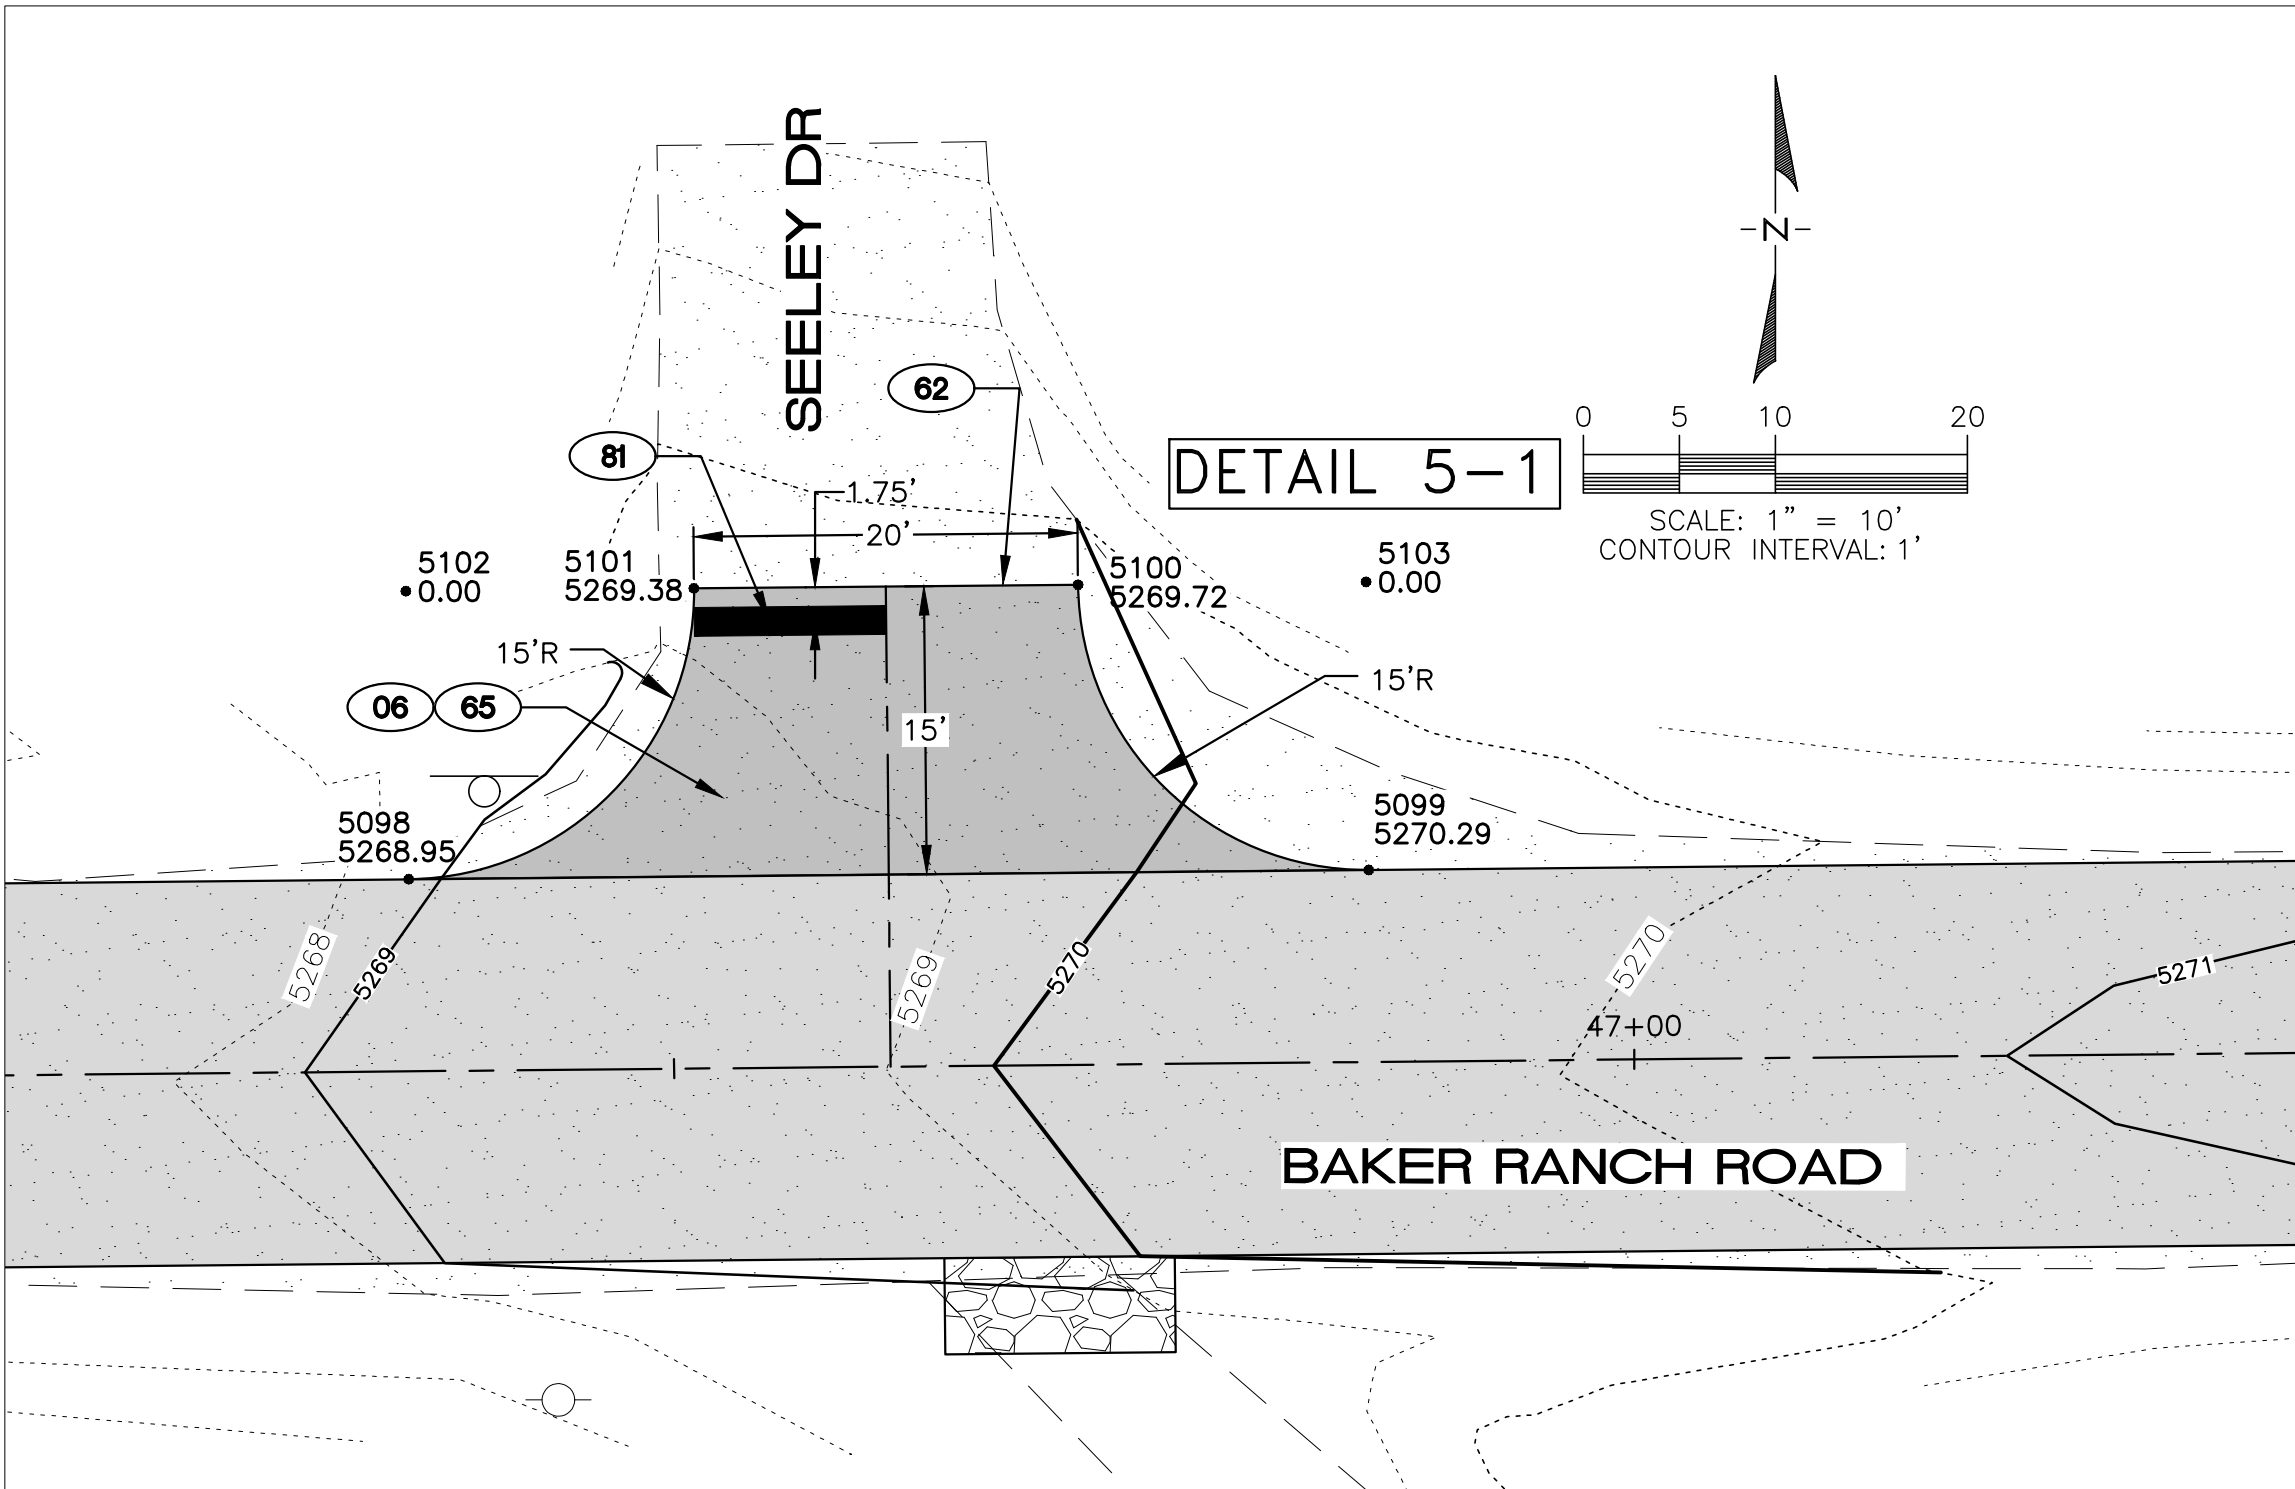 SEELEY DR
N
62
81
0 5 10 20
DETAIL 5-1
SCALE: 1" = 10'
CONTOUR INTERVAL: 1'
1.75'
20'
5102
0.00
5101
5269.38
5100
5269.72
5103
0.00
15'R
15'R
06
65
15'
5098
5268.95
5099
5270.29
5268
5269
5269
5270
5270
5271
47+00
BAKER RANCH ROAD